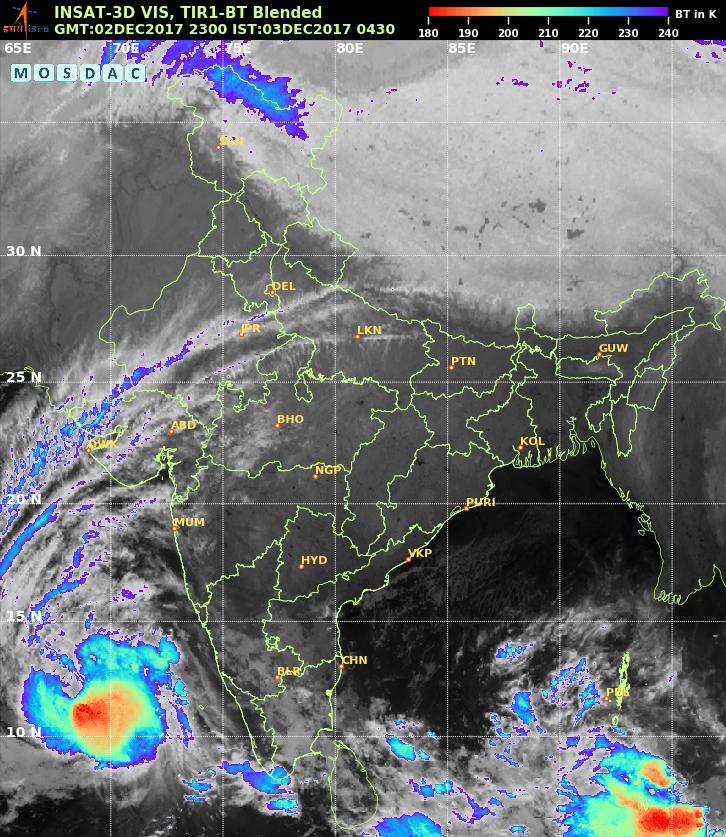 INSAT-3D VIS, TIR1-BT Blended
GMT:02DEC2017 2300 IST:03DEC2017 0430
BT in K
180 190 200 210 220 230 240
65E 70E 75E 80E 85E 90E
M O S D A C
SRN
30 N
DEL
JPR
LKN
GUW
PTN
25 N
ABD
BHO
DWK
KOL
NGP
20 N
PURI
MUM
VKP
HYD
15 N
CHN
BLR
PBL
10 N